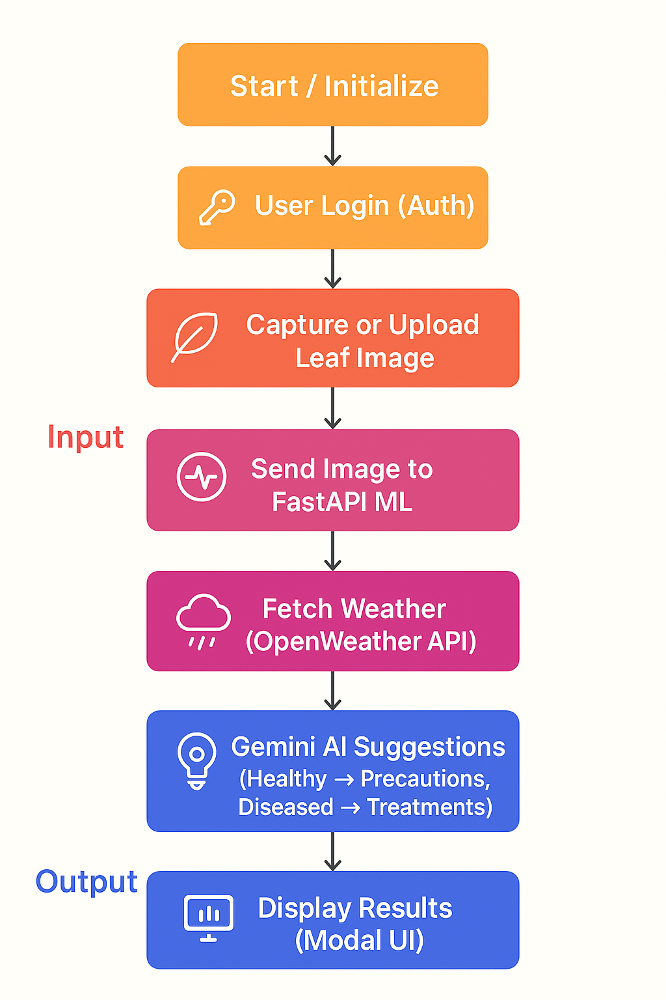 Start / Initialize
User Login (Auth)
Capture or Upload
Leaf Image
Input
Send Image to
FastAPI ML
Fetch Weather
(OpenWeather API)
Gemini AI Suggestions
(Healthy → Precautions,
Diseased → Treatments)
Output
Display Results
(Modal UI)